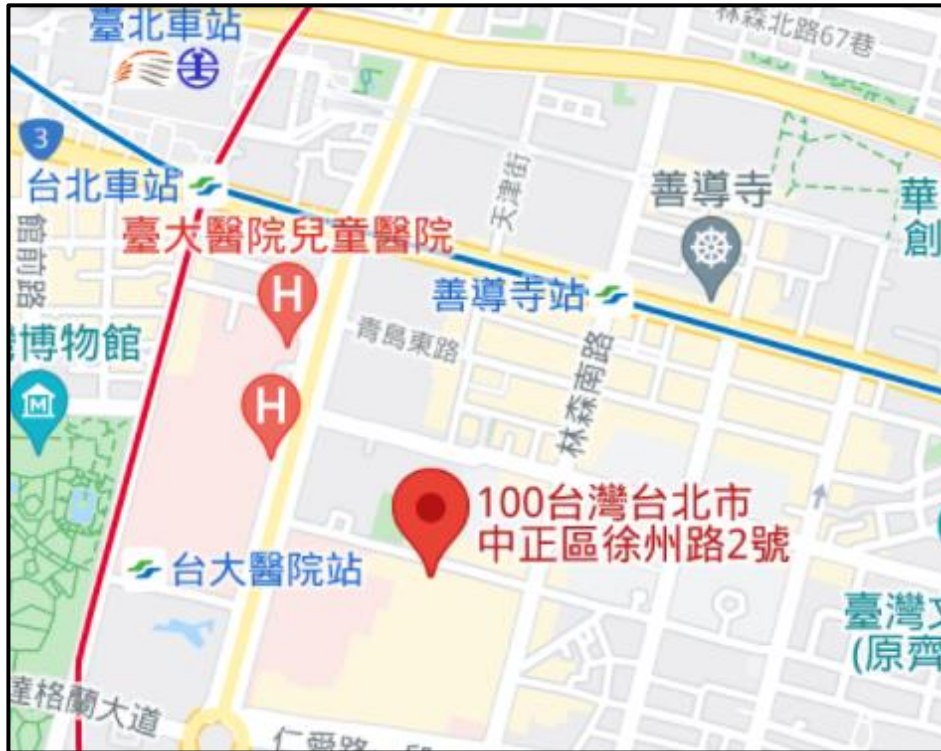 臺北車站
林森北路67巷
3
台北車站
館前路
天津街
善導寺
華
創
臺大醫院兒童醫院
H
善導寺站
青島東路
博物館
M
H
林森南路
100台灣台北市
中正區徐州路2號
台大醫院站
臺灣文
(原齊
達格蘭大道
仁愛路一段